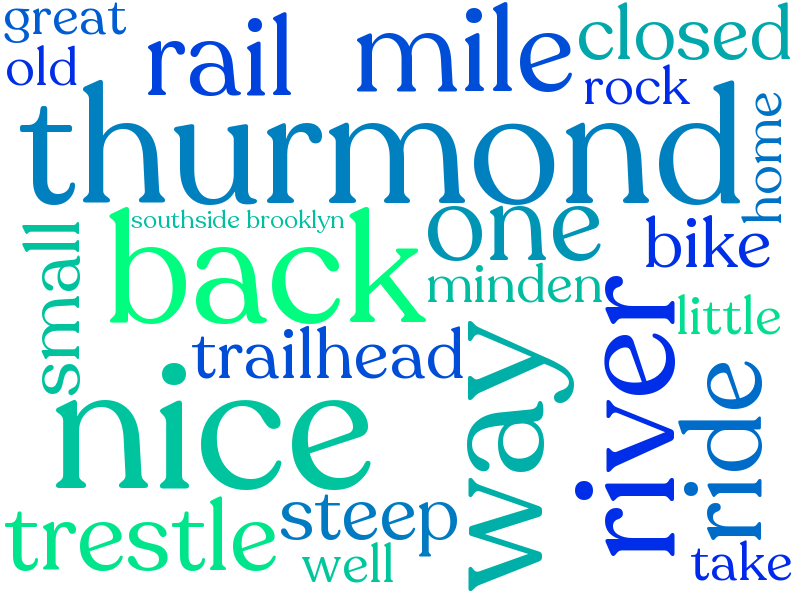 great
rail
mile
closed
old
rock
thurmond
home
southside brooklyn
small
back
one
bike
minden
little
trailhead
river
way
nice
ride
trestle
steep
well
take